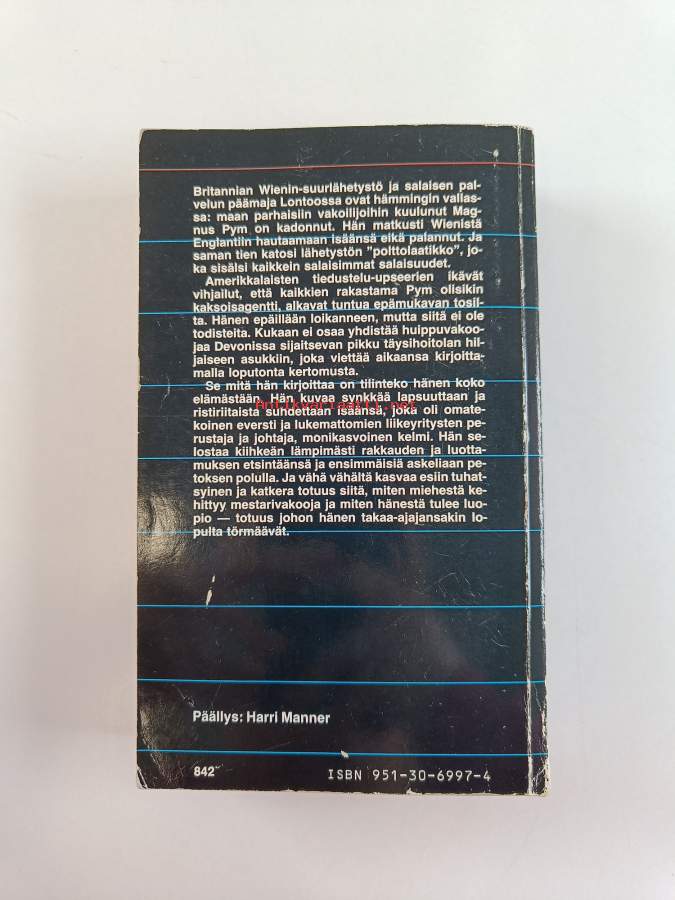 Britannian Wienin-suurlähetystö ja salaisen pal-
velun päämaja Lontoossa ovat hämmingin vallas-
sa: maan parhaisiin vakoilijoihin kuulunut Mag-
nus Pym on kadonnut. Hän matkusti Wienistä
Englantiin hautaamaan isäänsä eikä palannut. Ja
saman tien katosi lähetystön ”polttolaatikko”, jo-
ka sisälsi kaikkein salaisimmat salaisuudet.
Amerikkalaisten tiedustelu-upseerien ikävät
vihjailut, että kaikkien rakastama Pym olisikin
kaksoisagentti, alkavat tuntua epämukavan tosil-
ta. Hänen epäillään loikanneen, mutta siitä ei ole
todisteita. Kukaan ei osaa yhdistää huippuvakoo-
jaa Devonissa sijaitsevan pikku täysihoitolan hil-
jaiseen asukkiin, joka viettää aikaansa kirjoitta-
malla loputonta kertomusta.
Se mitä hän kirjoittaa on tilinteko hänen koko
elämästään. Hän kuvaa synkkää lapsuuttaan ja
Antikvariaatti.net
ristiriitaista suhdettaan isäänsä, joka oli omate-
koinen eversti ja lukemattomien liikeyritysten
perustaja ja johtaja, monikasvoinen kelmi. Hän se-
lostaa kiihkeän lämpimästi rakkauden ja luotta-
muksen etsintäänsä ja ensimmäisiä askeliaan pe-
toksen polulla. Ja vähä vähältä kasvaa esiin tuhat-
syinen ja katkera totuus siitä, miten miehestä ke-
hittyy mestarivakooja ja miten hänestä tulee luo-
pio — totuus johon hänen takaa-ajajansakin lo-
pulta törmäävät.
Päällys: Harri Manner
842
ISBN 951-30-6997-4